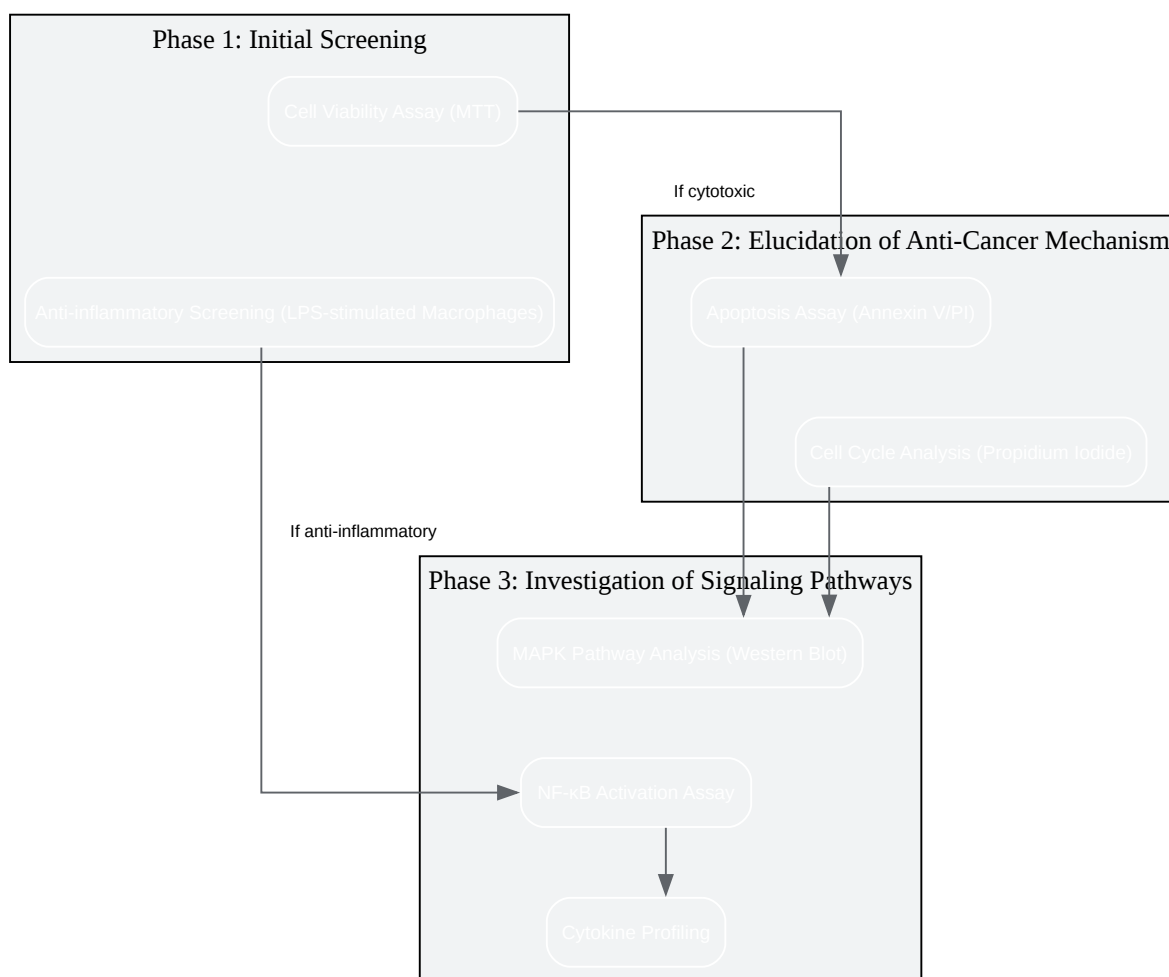 Phase 1: Initial Screening
Cell Viability Assay (MTT)
If cytotoxic
Phase 2: Elucidation of Anti-Cancer Mechanism
Anti-inflammatory Screening (LPS-stimulated Macrophages)
Apoptosis Assay (Annexin V/PI)
Cell Cycle Analysis (Propidium Iodide)
If anti-inflammatory
Phase 3: Investigation of Signaling Pathways
MAPK Pathway Analysis (Western Blot)
NF-κB Activation Assay
Cytokine Profiling